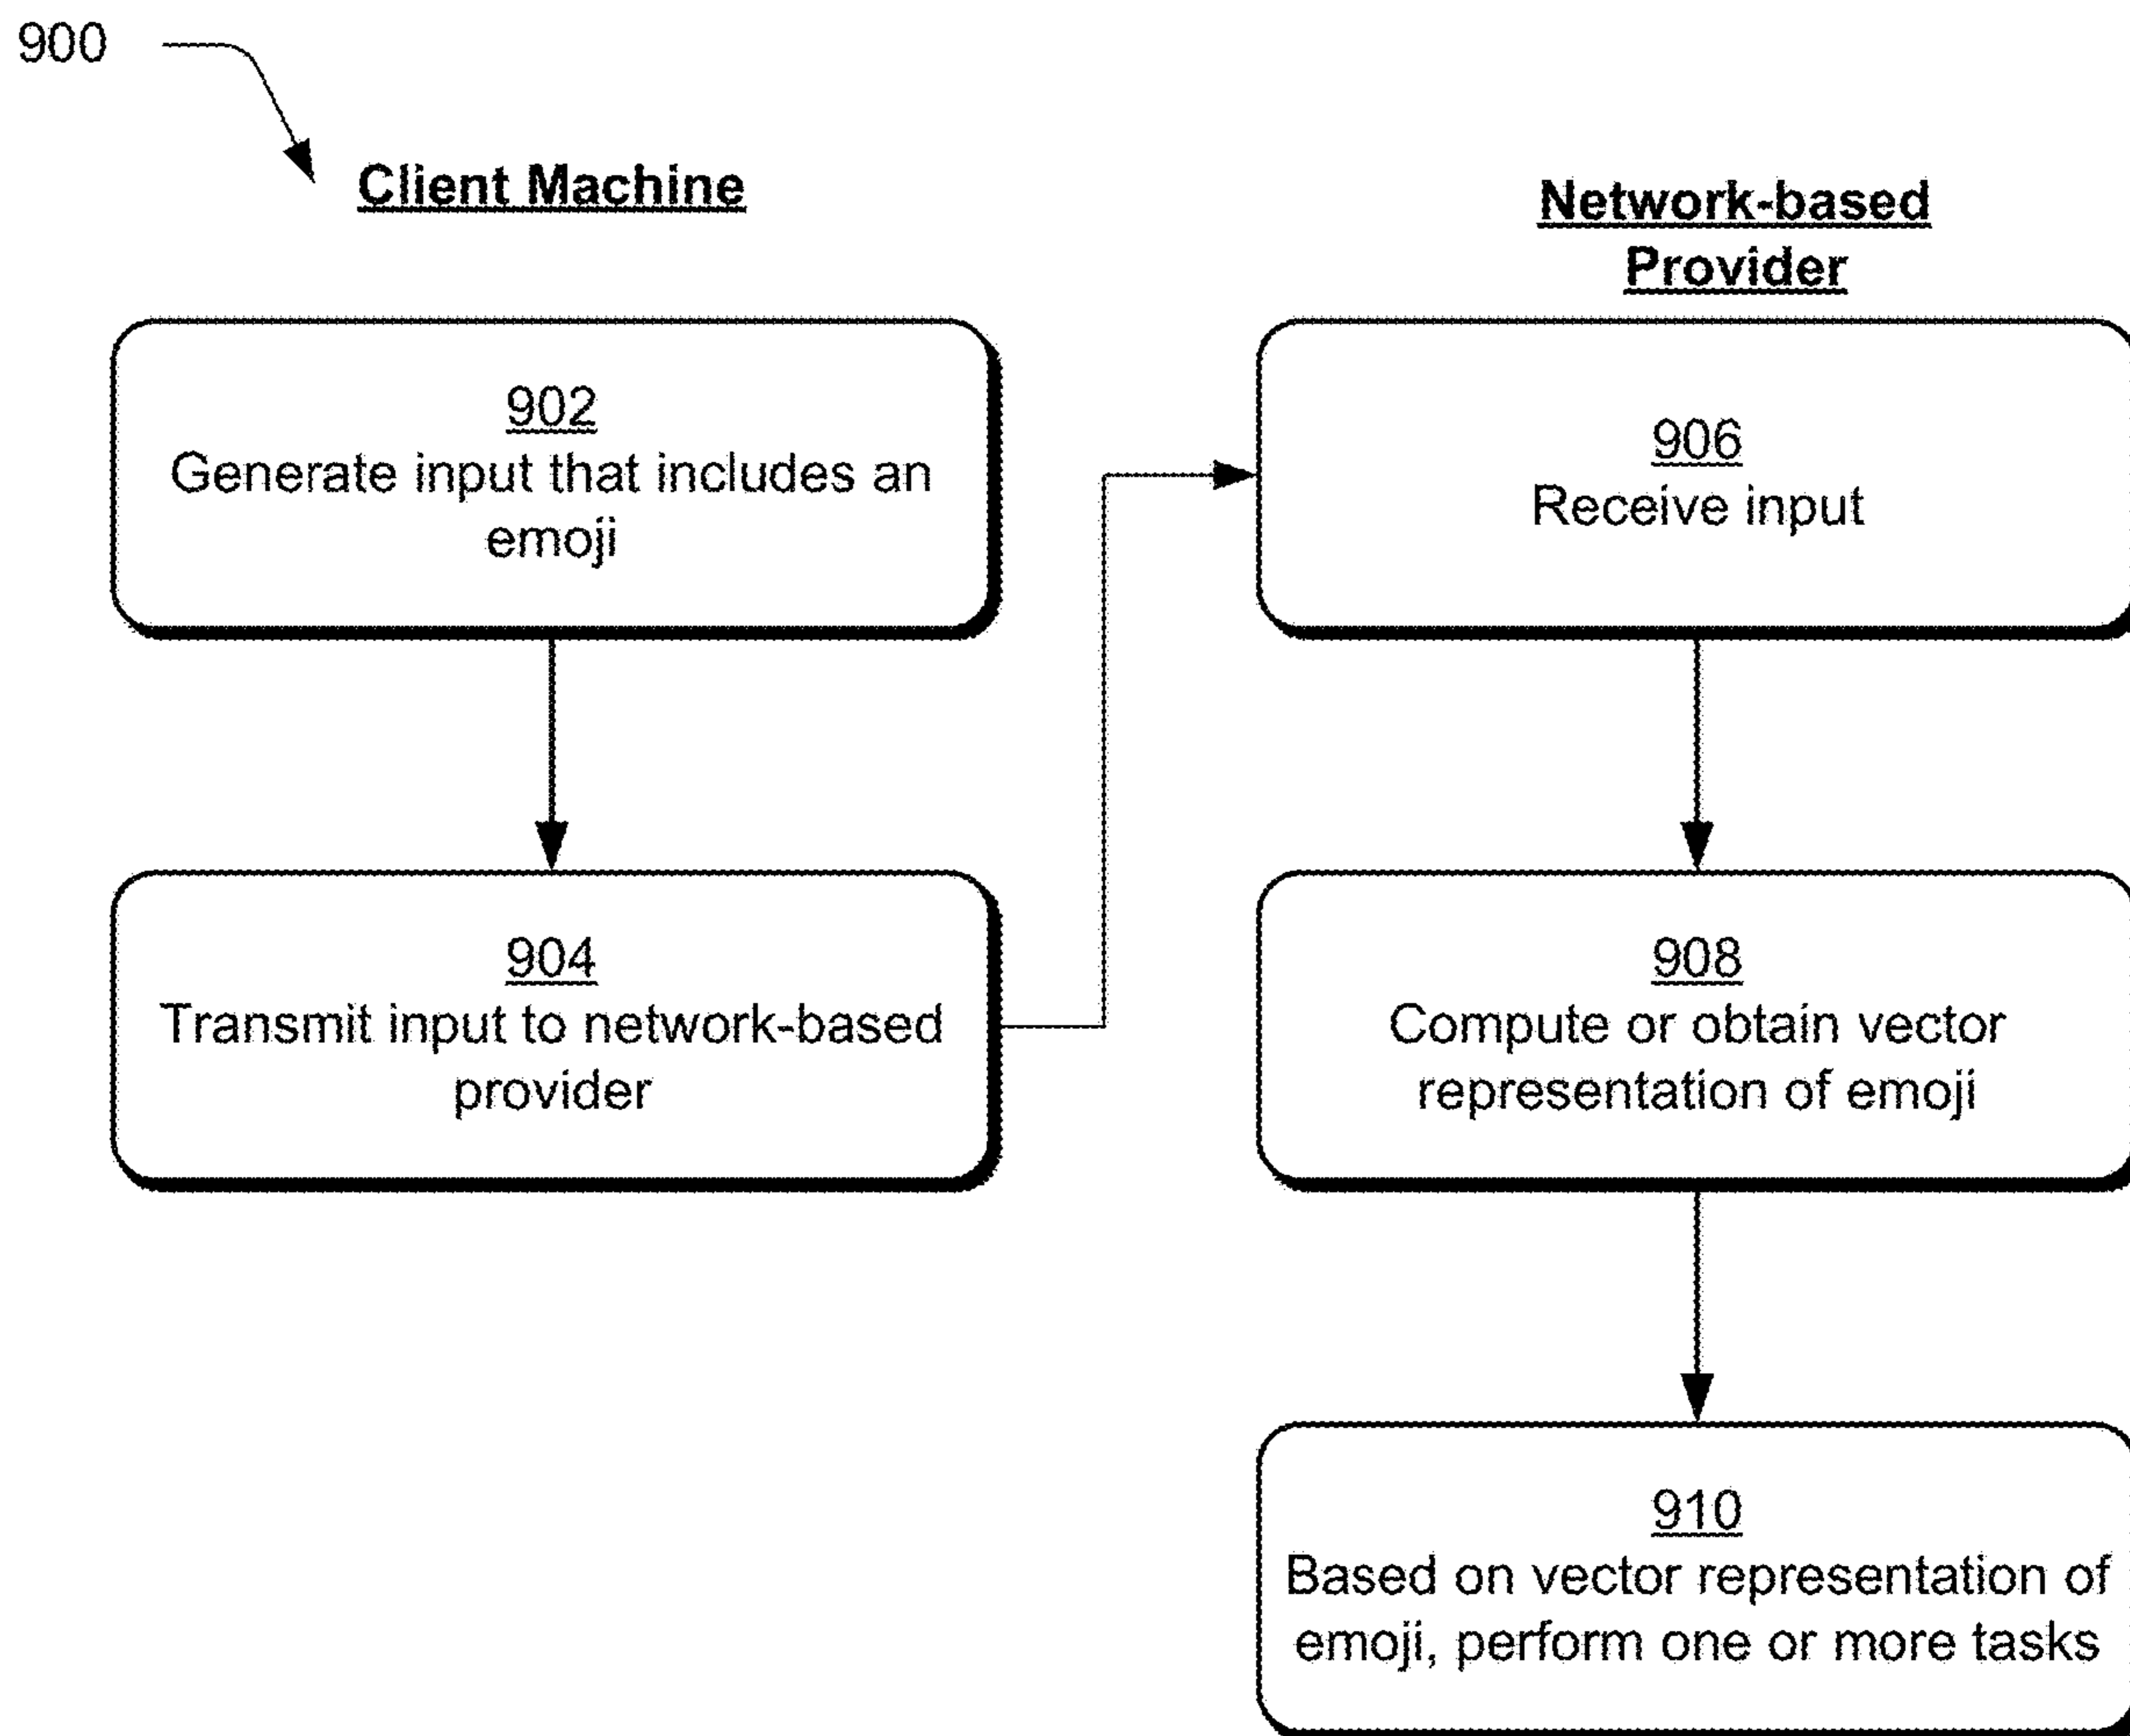 900
Client Machine
902
Generate input that includes an
emoji
904
Transmit input to network-based
provider
Network-based
Provider
906
Receive input
908
Compute or obtain vector
representation of emoji
910
Based on vector representation of
emoji, perform one or more tasks